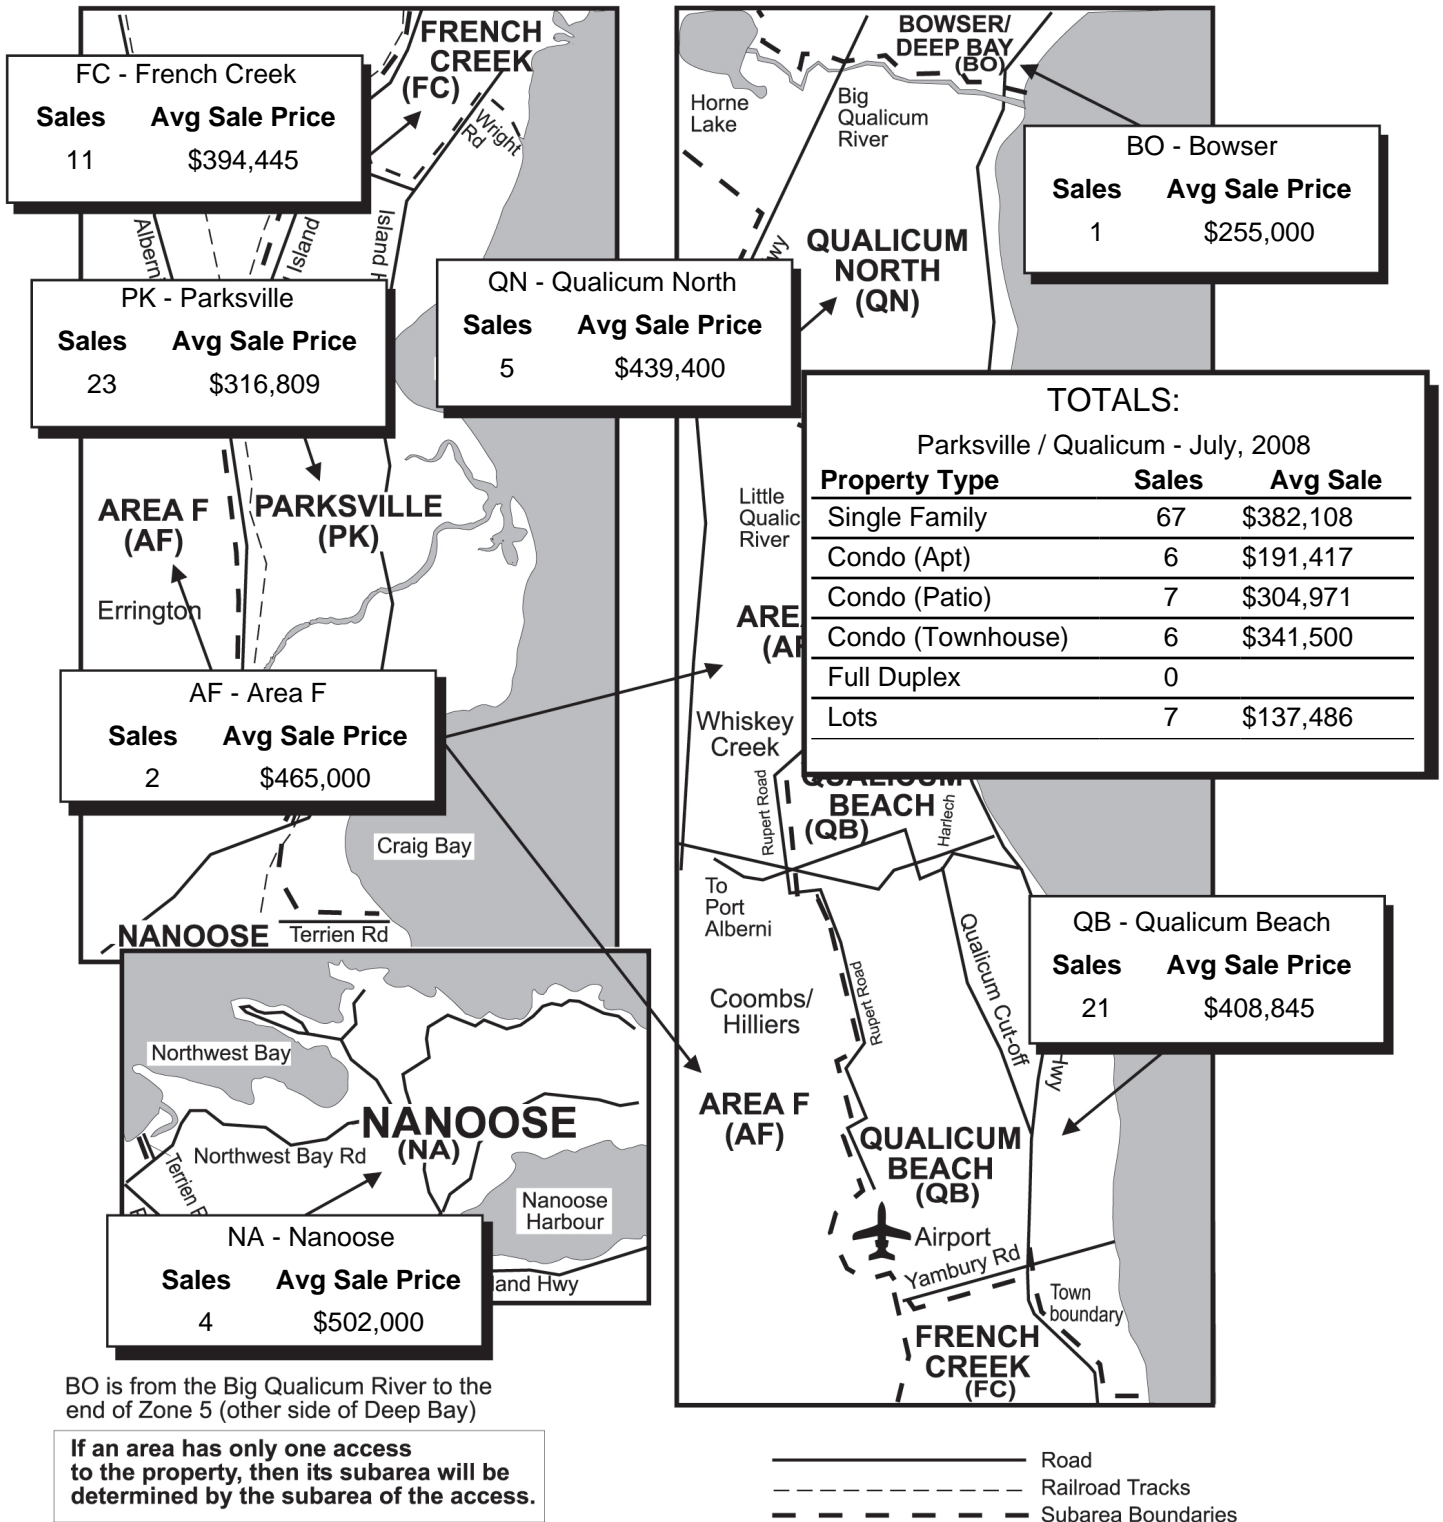 FRENCH
CREEK
(FC)
FC - French Creek
Sales Avg Sale Price
11 $394,445
Wright
Rd
Island
Island
PK - Parksville
Sales Avg Sale Price
23 $316,809
AREA F
(AF)
PARKSVILLE
(PK)
Errington
AF - Area F
Sales Avg Sale Price
2 $465,000
Craig Bay
NANOOSE
Terrien Rd
Northwest Bay
NANOOSE
(NA)
Northwest Bay Rd
Terrien
Nanoose
Harbour
NA - Nanoose
Sales Avg Sale Price
4 $502,000
Hwy
BO is from the Big Qualicum River to the
end of Zone 5 (other side of Deep Bay)
If an area has only one access
to the property, then its subarea will be
determined by the subarea of the access.
BOWSER/
DEEP BAY
(BO)
Horne
Lake
Big
Qualicum
River
BO - Bowser
Sales Avg Sale Price
1 $255,000
QUALICUM
NORTH
(QN)
QN - Qualicum North
Sales Avg Sale Price
5 $439,400
TOTALS:
Parksville / Qualicum - July, 2008
Property Type Sales Avg Sale
Single Family 67 $382,108
Condo (Apt) 6 $191,417
Condo (Patio) 7 $304,971
Condo (Townhouse) 6 $341,500
Full Duplex 0
Lots 7 $137,486
Little
River
Whiskey
Creek
Rupert Road
QUALICUM
BEACH
(QB)
Harlech
To
Port
Alberni
Qualicum Cut-off
QB - Qualicum Beach
Sales Avg Sale Price
21 $408,845
Coombs/
Hilliers
Rupert Road
Hwy
AREA F
(AF)
QUALICUM
BEACH
(QB)
Airport
Yambury Rd
Town
boundary
FRENCH
CREEK
(FC)
Road
Railroad Tracks
Subarea Boundaries